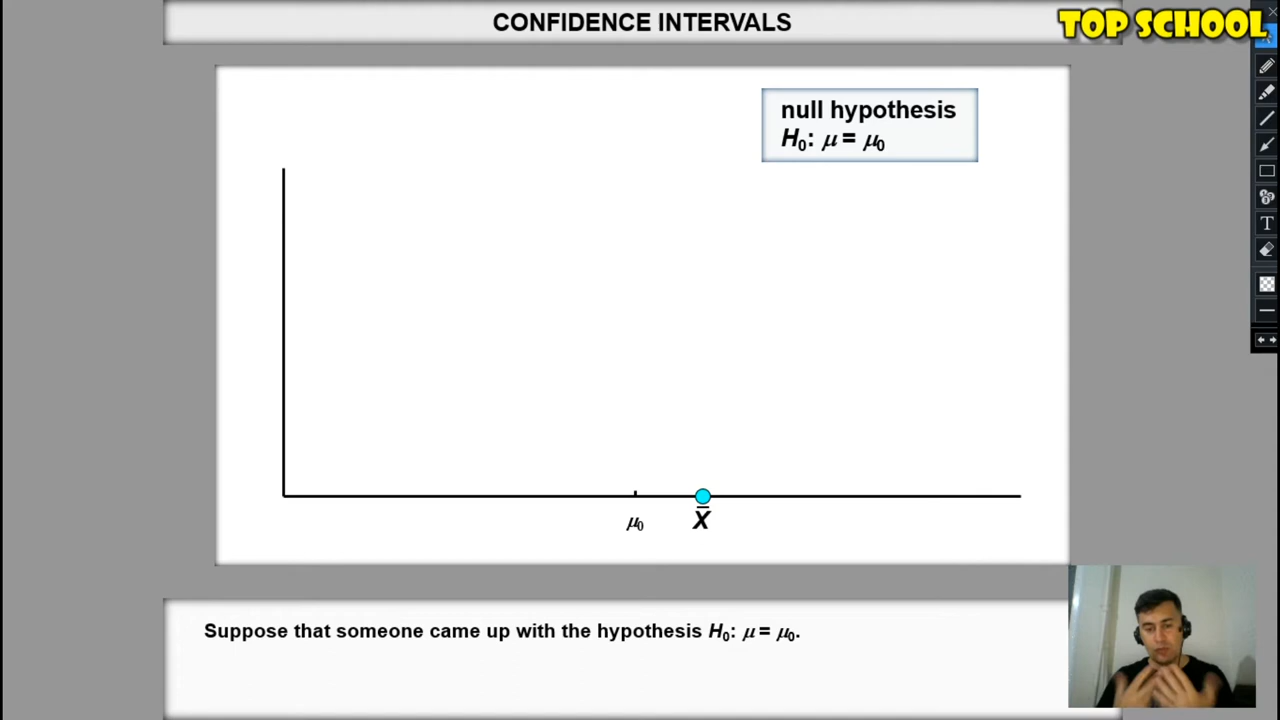 CONFIDENCE INTERVALS
TOP SCHOOL
null hypothesis
H₀: μ = μ₀
μ₀
X̄
Suppose that someone came up with the hypothesis H₀: μ = μ₀.
T